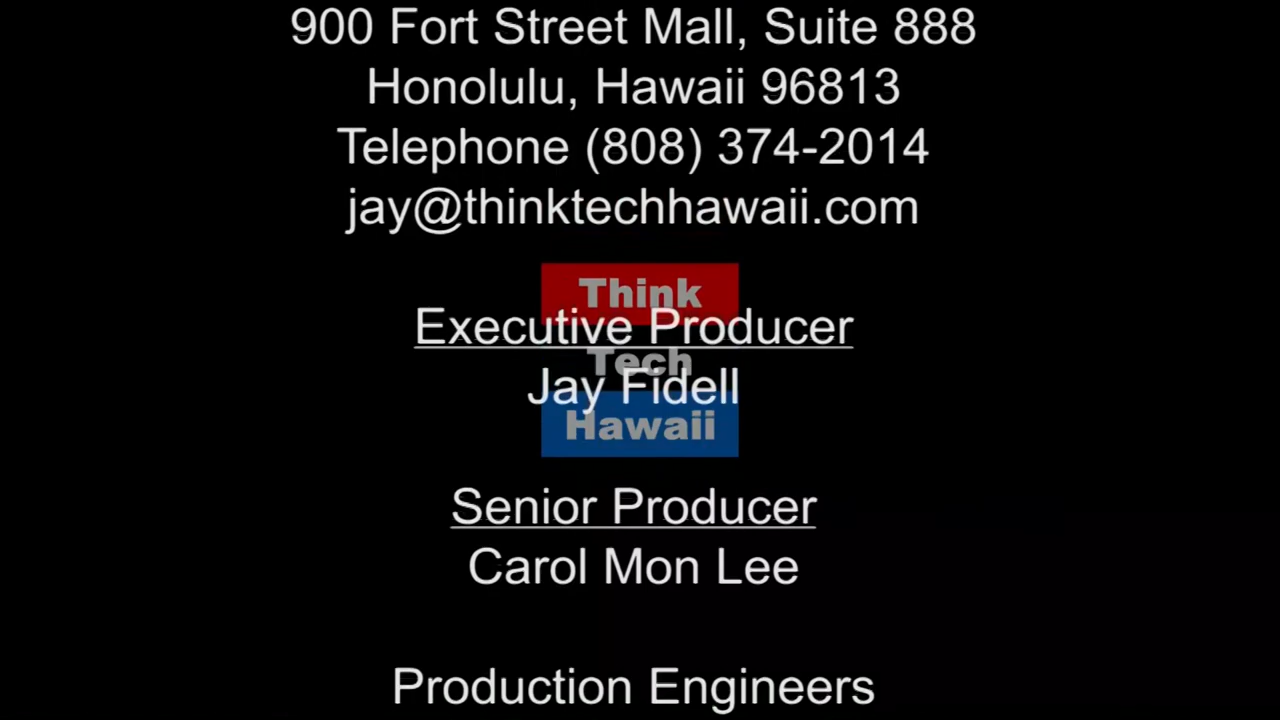 900 Fort Street Mall, Suite 888
Honolulu, Hawaii 96813
Telephone (808) 374-2014
jay@thinktechhawaii.com
Think
Executive Producer
Tech
Jay Fidell
Hawaii
Senior Producer
Carol Mon Lee
Production Engineers